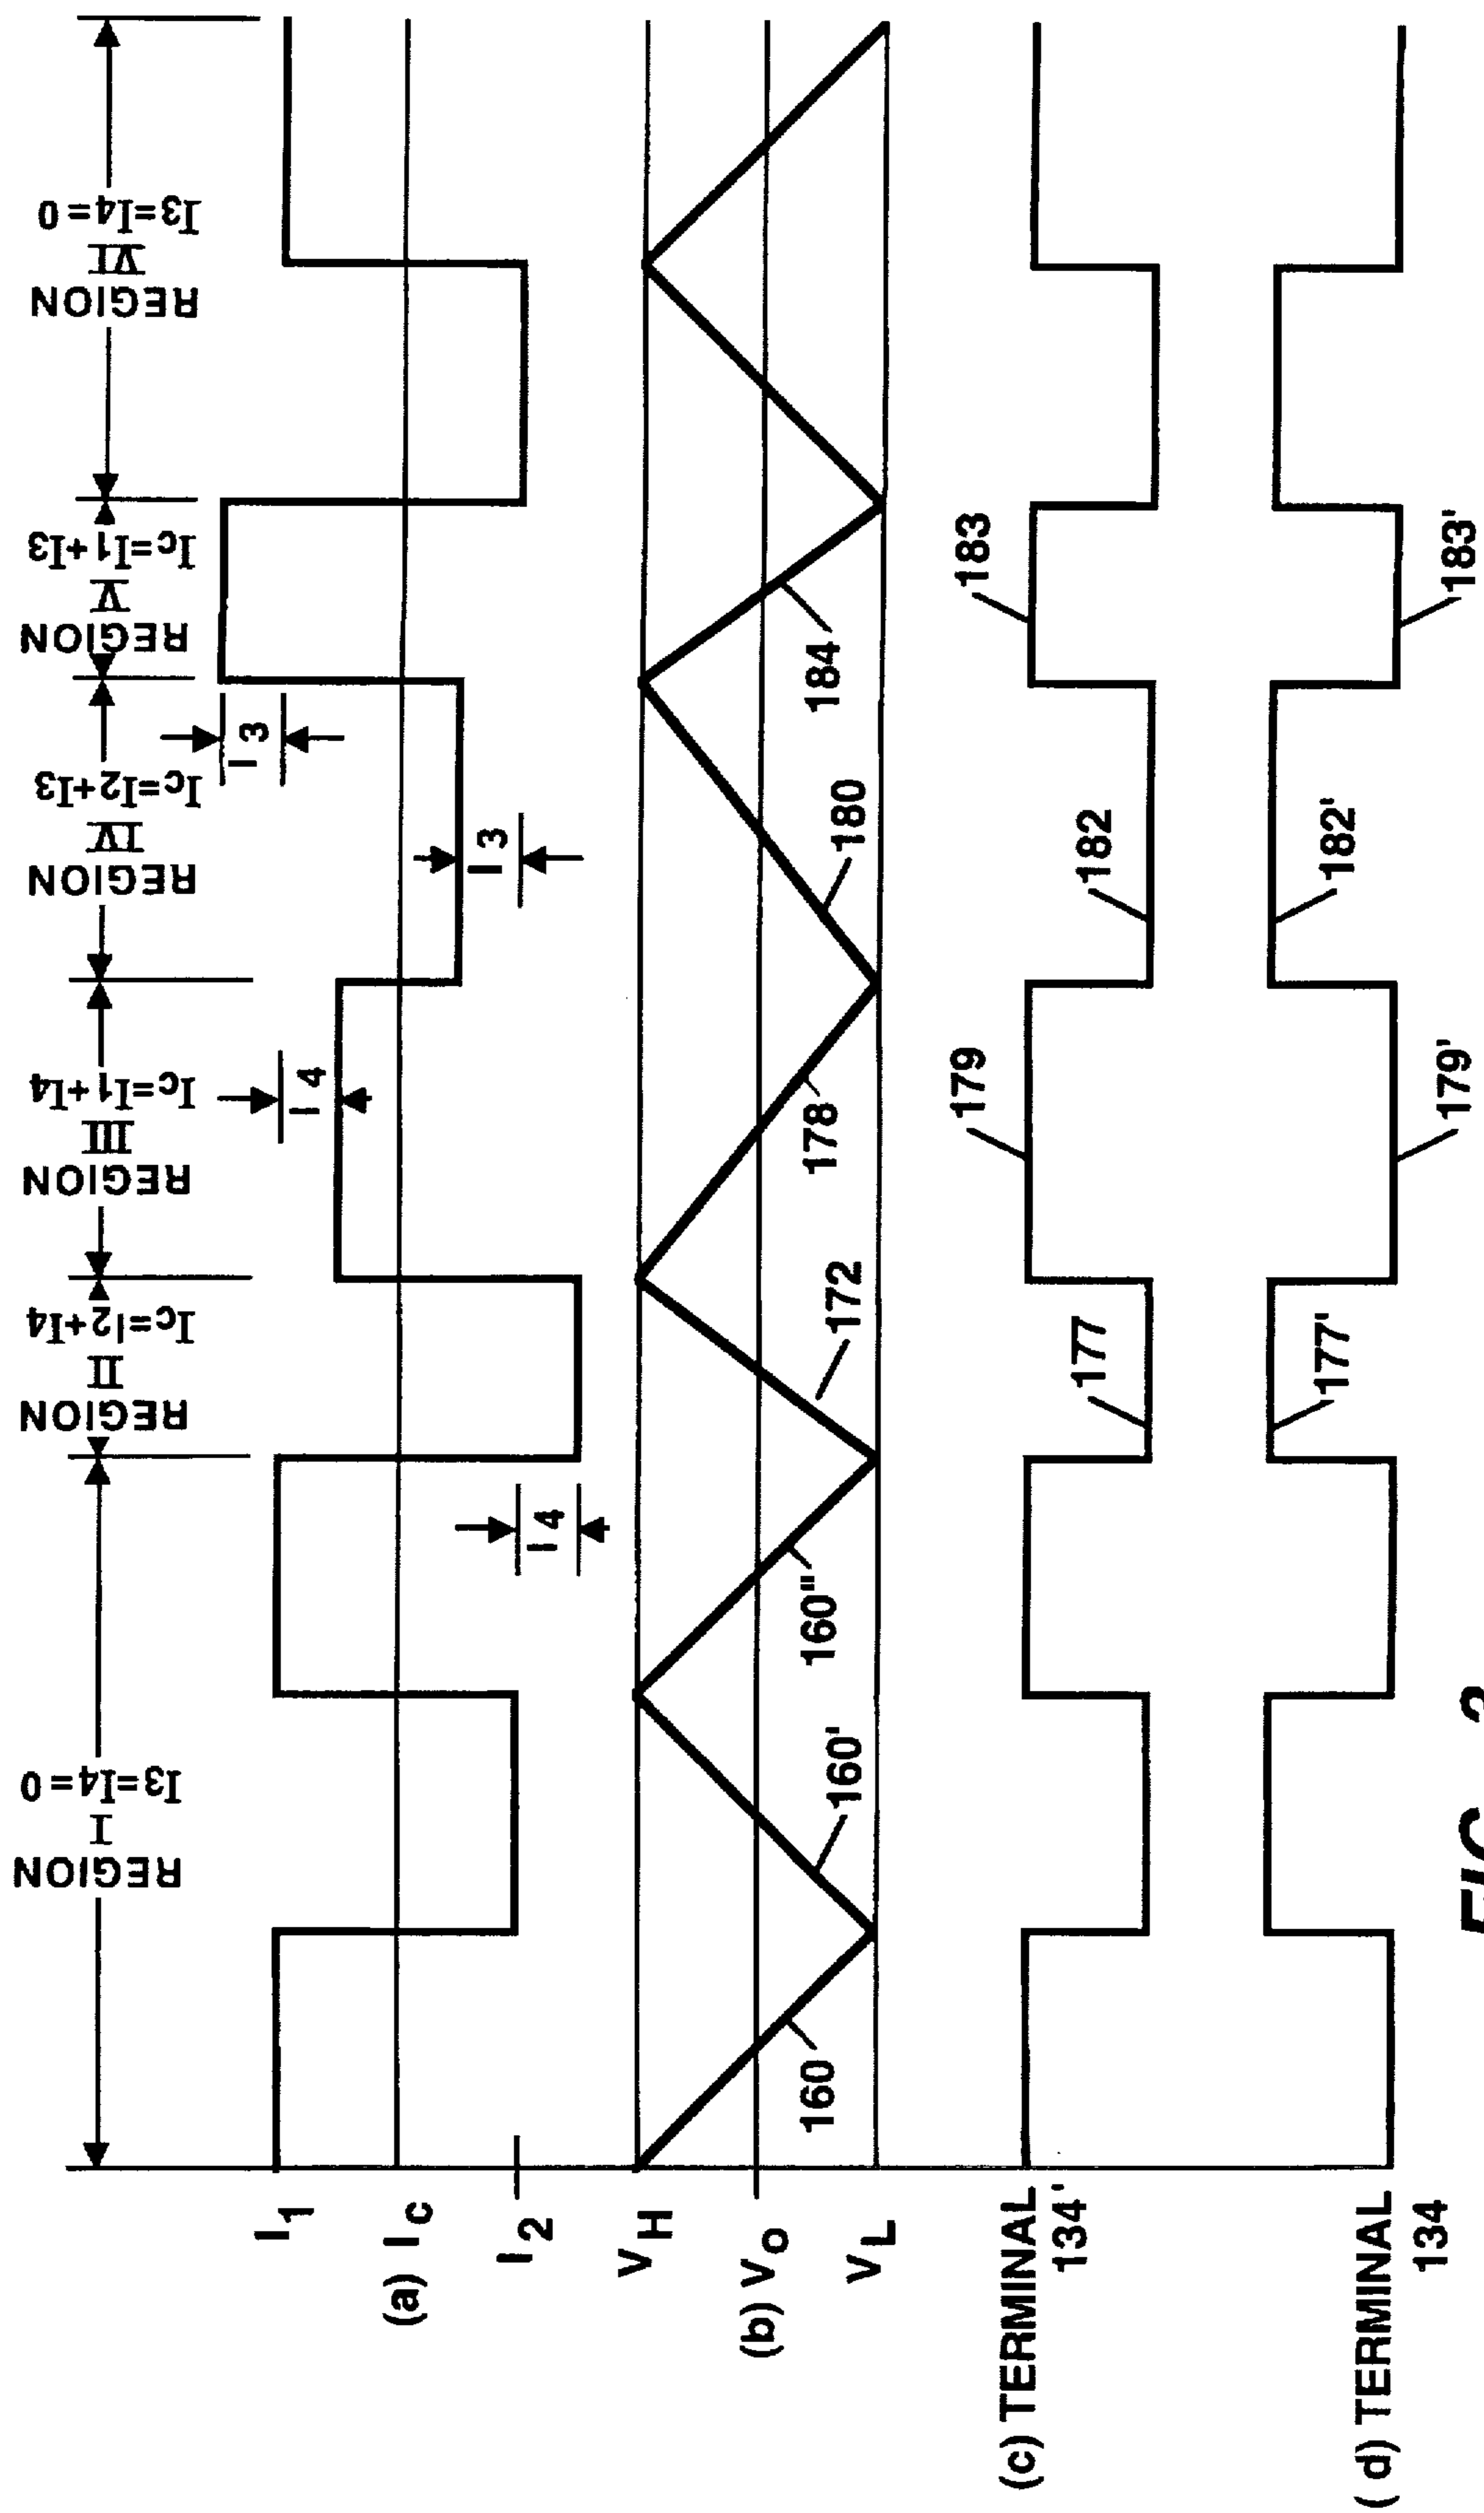 REGION
I
I3=I4=0
REGION
II
Ic=I2+I4
REGION
III
Ic=I1+I4
REGION
IV
Ic=I2+I3
REGION
V
Ic=I1+I3
REGION
VI
I3=I4=0
I1
(a) Ic
I2
I4
I4
I3
I3
VH
(b) Vo
VL
160
160'
160"
172
178
180
184
(c) TERMINAL
134'
177
179
182
183
(d) TERMINAL
134
177'
179'
182'
183'